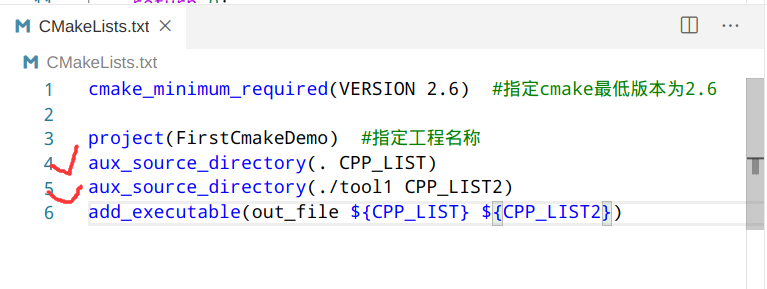 CMakeLists.txt
CMakeLists.txt
1 cmake_minimum_required(VERSION 2.6)  #指定cmake最低版本为2.6
2
3 project(FirstCmakeDemo)  #指定工程名称
4 aux_source_directory(. CPP_LIST)
5 aux_source_directory(./tool1 CPP_LIST2)
6 add_executable(out_file ${CPP_LIST} ${CPP_LIST2})